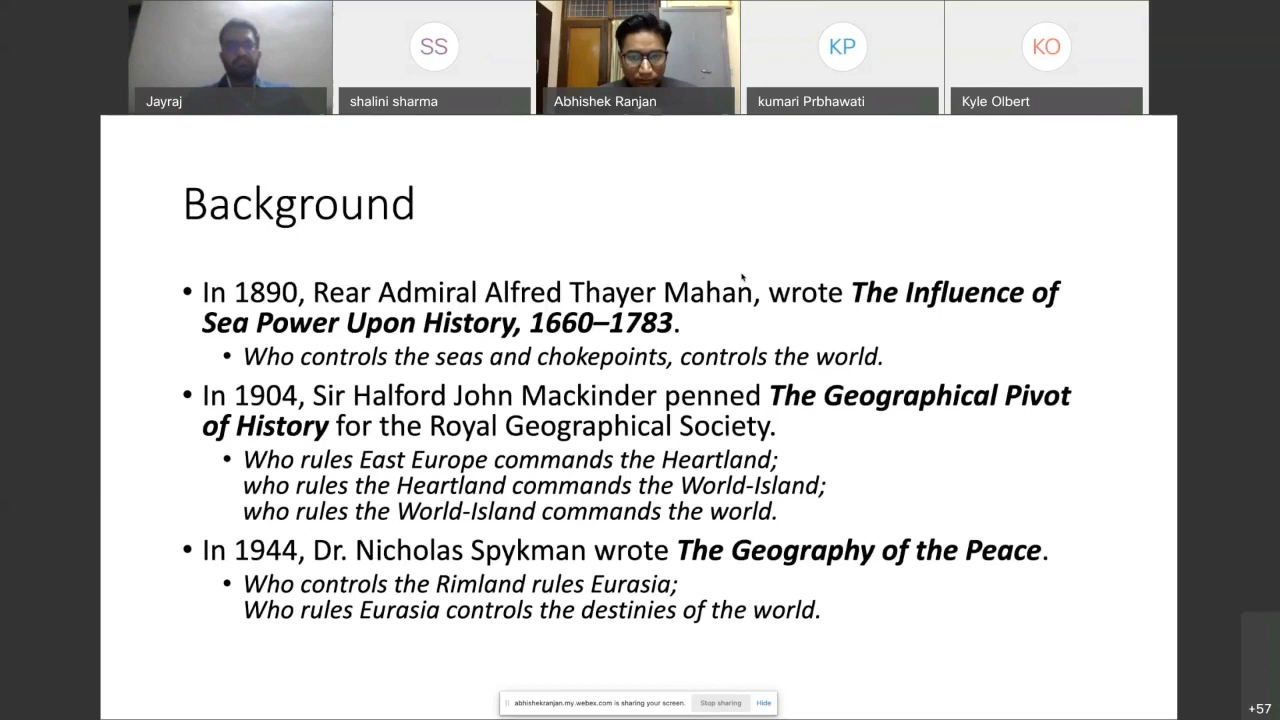 SS
KP
KO
Jayraj
shalini sharma
Abhishek Ranjan
kumari Prbhawati
Kyle Olbert
Background
• In 1890, Rear Admiral Alfred Thayer Mahan, wrote The Influence of
Sea Power Upon History, 1660–1783.
• Who controls the seas and chokepoints, controls the world.
• In 1904, Sir Halford John Mackinder penned The Geographical Pivot
of History for the Royal Geographical Society.
• Who rules East Europe commands the Heartland;
who rules the Heartland commands the World-Island;
who rules the World-Island commands the world.
• In 1944, Dr. Nicholas Spykman wrote The Geography of the Peace.
• Who controls the Rimland rules Eurasia;
Who rules Eurasia controls the destinies of the world.
abhishekranjan.my.webex.com is sharing your screen.
Stop sharing
Hide
+57